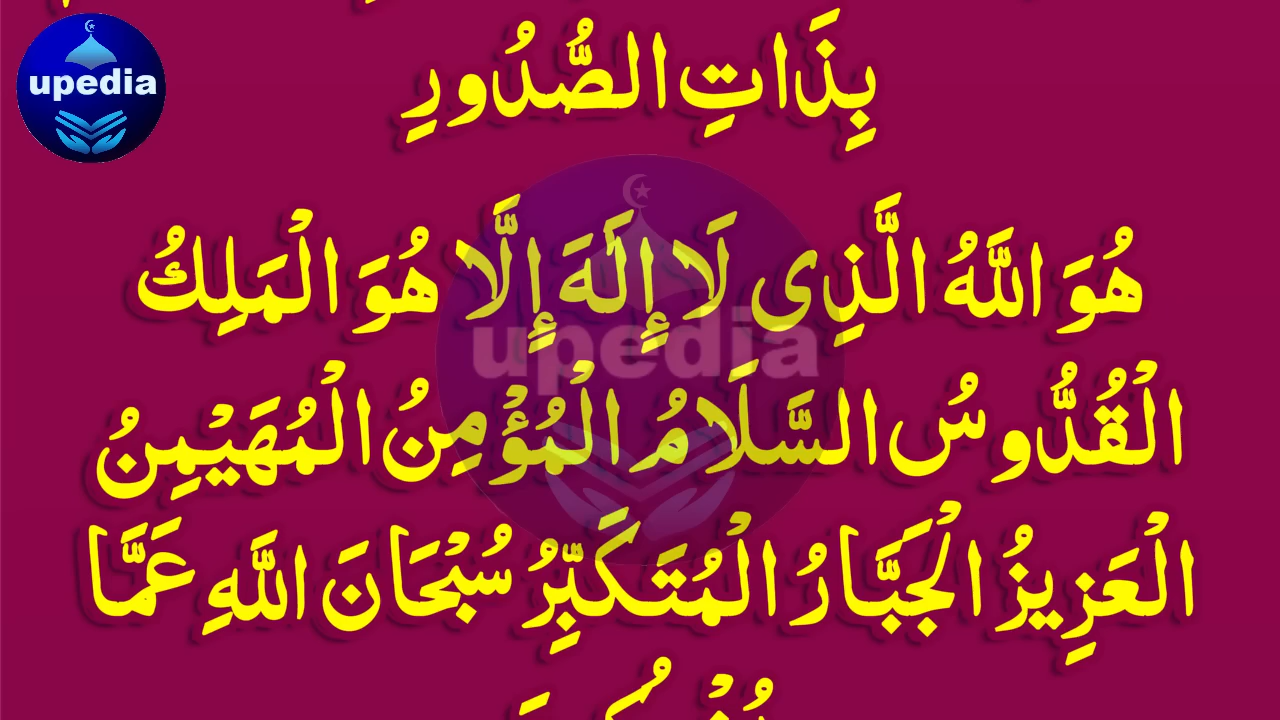 upedia
بِذَاتِ الصُّدُورِ
هُوَ اللَّهُ الَّذِى لَا إِلَهَ إِلَّا هُوَ الْمَلِكُ
upedia
الْقُدُّوسُ السَّلَامُ الْمُؤْمِنُ الْمُهَيْمِنُ
الْعَزِيزُ الْجَبَّارُ الْمُتَكَبِّرُ سُبْحَانَ اللَّهِ عَمَّا